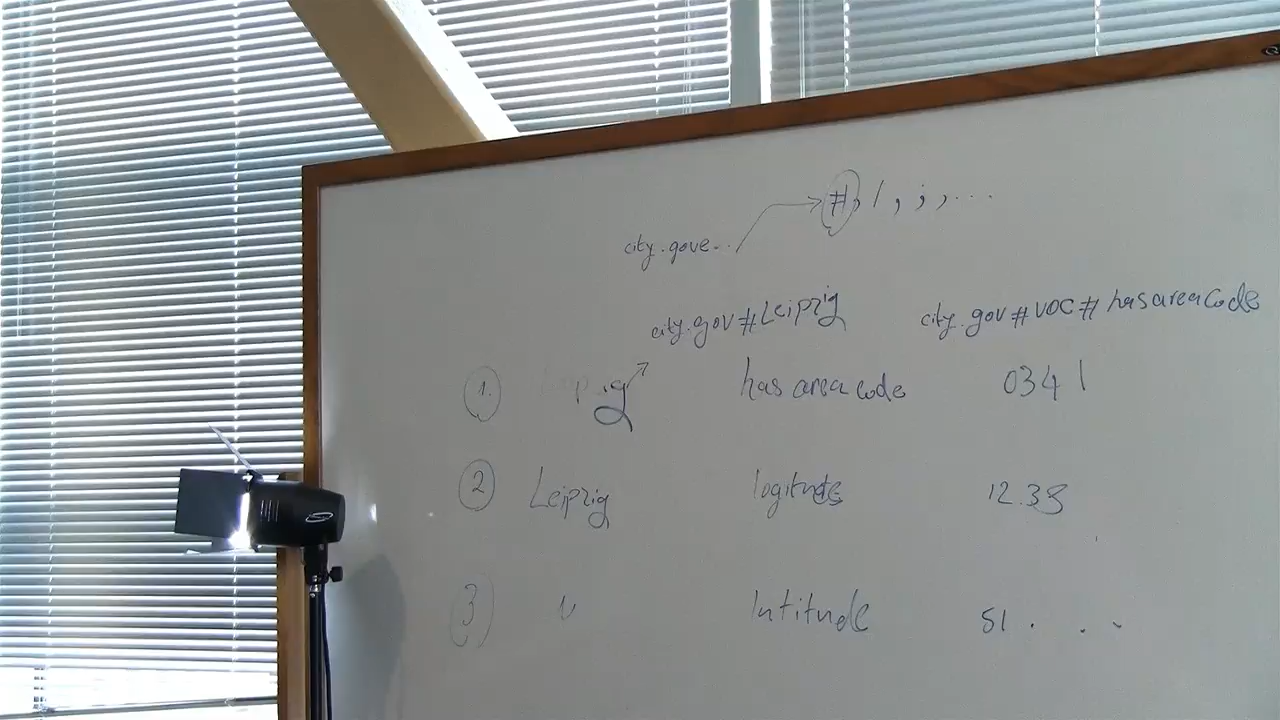 #, /, ; , ...
city.gove...
city.gov#Leipzig city.gov#VOC#hasareaCode
1. has area code 0341
2 Leipzig 12.38
3 " latitude 51. . .